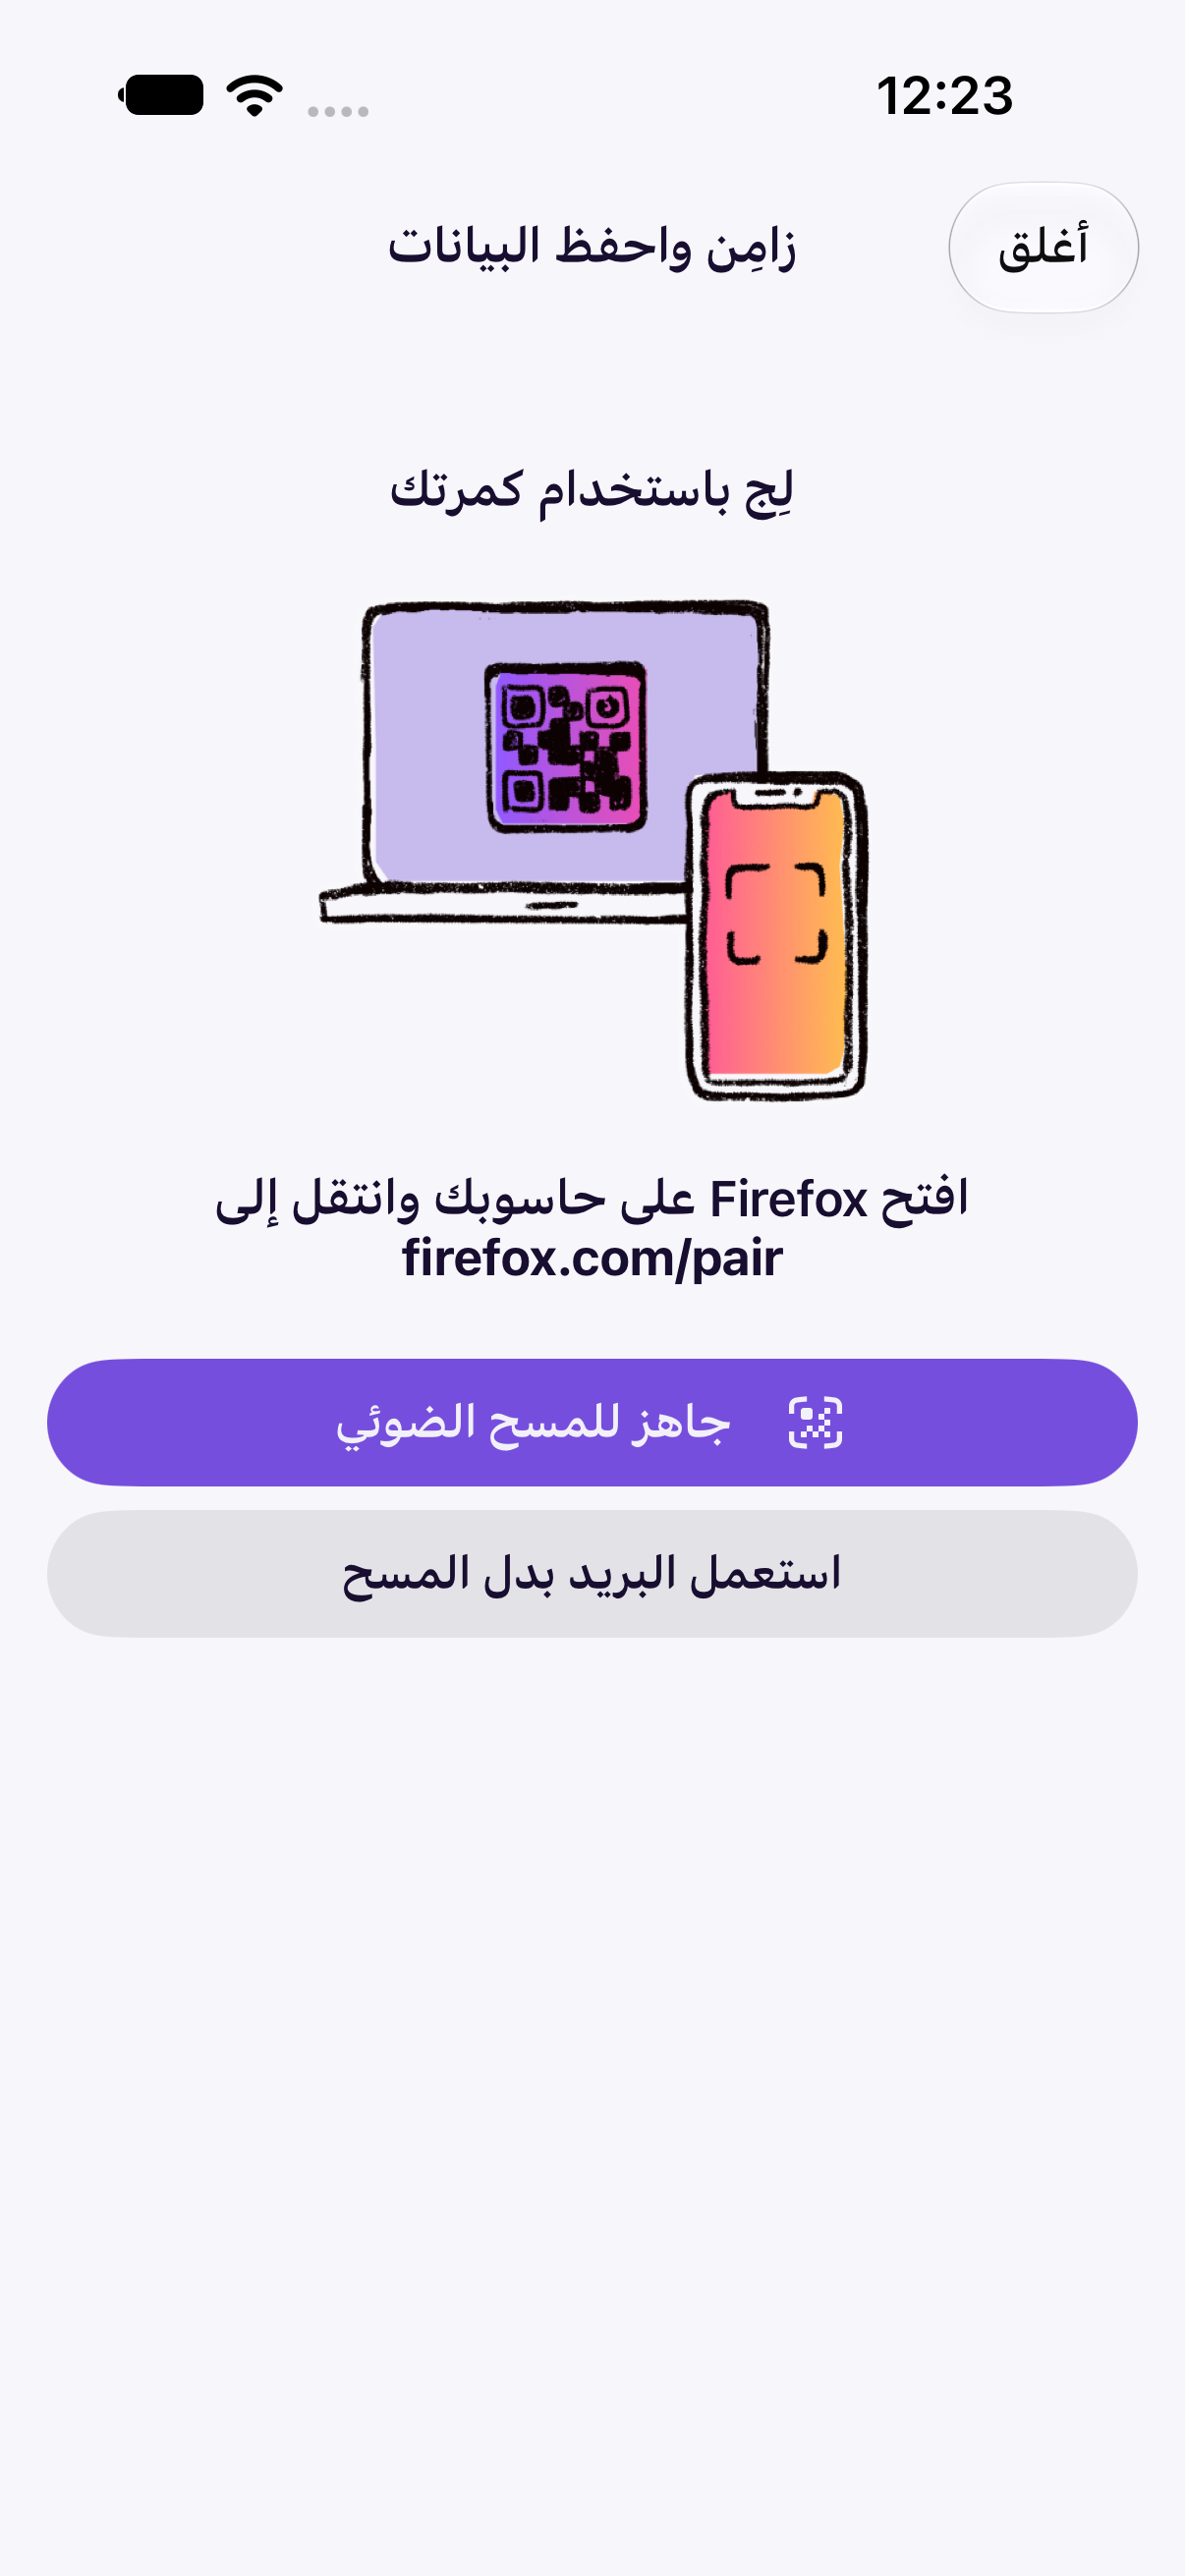 12:23
أغلق
زامِن واحفظ البيانات
لِج باستخدام كمرتك
افتح Firefox على حاسوبك وانتقل إلى
firefox.com/pair
جاهز للمسح الضوئي
استعمل البريد بدل المسح